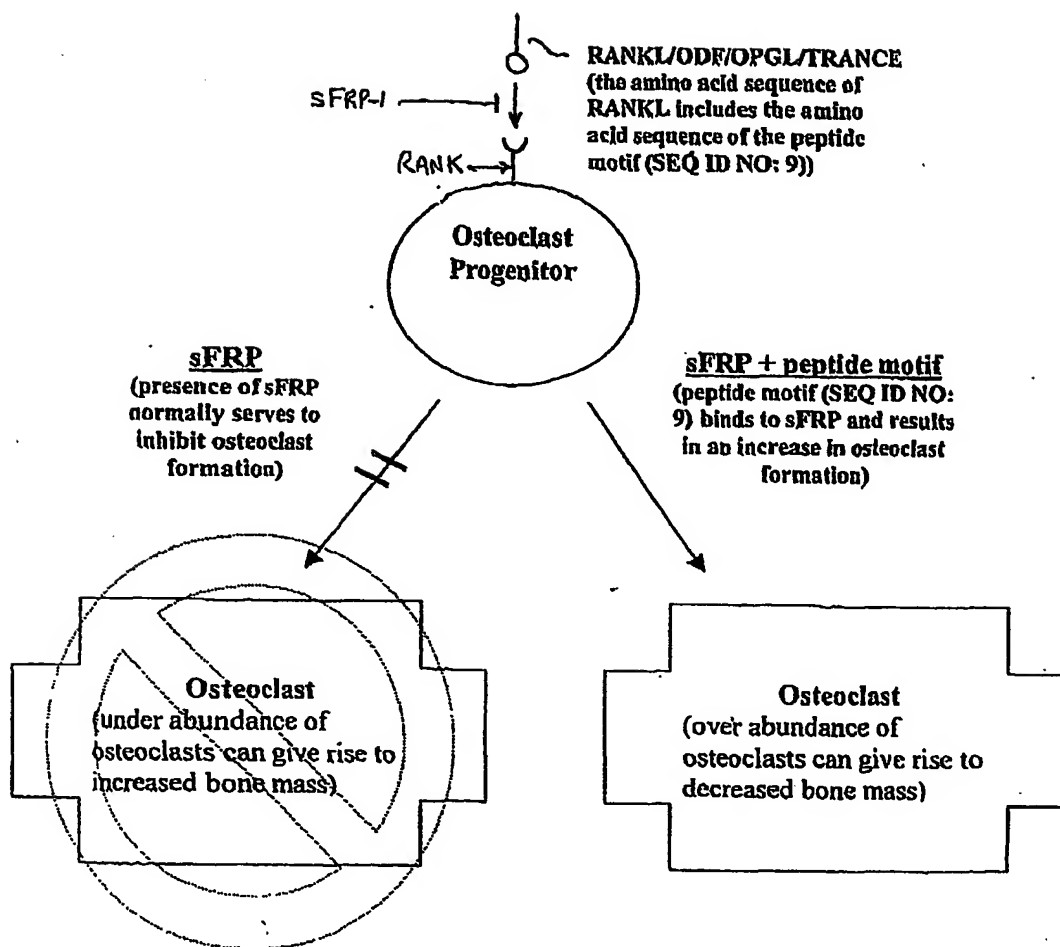 RANKL/ODF/OPGL/TRANCE
(the amino acid sequence of
RANKL includes the amino
acid sequence of the peptide
motif (SEQ ID NO: 9))
sFRP-1
RANK
Osteoclast
Progenitor
sFRP
(presence of sFRP
normally serves to
inhibit osteoclast
formation)
sFRP + peptide motif
(peptide motif (SEQ ID NO:
9) binds to sFRP and results
in an increase in osteoclast
formation)
Osteoclast
(under abundance of
osteoclasts can give rise to
increased bone mass)
Osteoclast
(over abundance of
osteoclasts can give rise to
decreased bone mass)